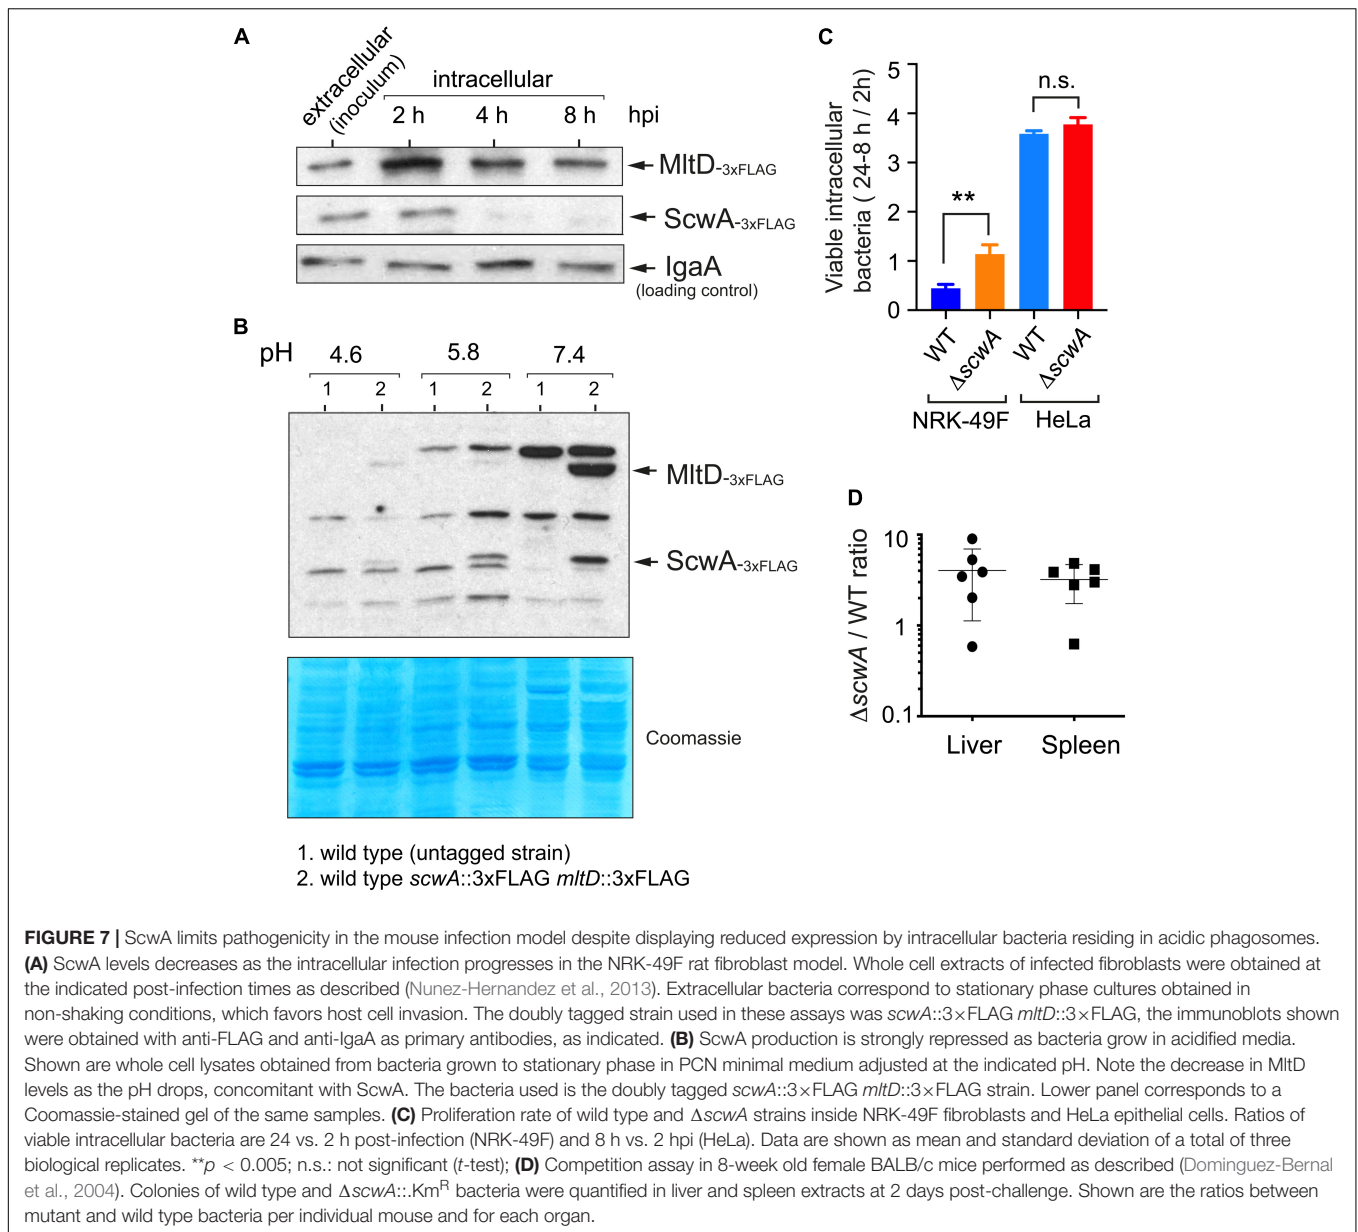 A
extracellular
(inoculum)
intracellular
2 h 4 h 8 h hpi
MltD-3xFLAG
ScwA-3xFLAG
IgaA
(loading control)
B
pH 4.6 5.8 7.4
1 2 1 2 1 2
MltD-3xFLAG
ScwA-3xFLAG
Coomassie
1. wild type (untagged strain)
2. wild type scwA::3xFLAG mltD::3xFLAG
C
Viable intracellular
bacteria ( 24-8 h / 2h)
5
4
3
2
1
0
**
n.s.
WT ΔscwA WT ΔscwA
NRK-49F HeLa
D
ΔscwA / WT ratio
10
1
0.1
Liver Spleen
FIGURE 7 | ScwA limits pathogenicity in the mouse infection model despite displaying reduced expression by intracellular bacteria residing in acidic phagosomes.
(A) ScwA levels decreases as the intracellular infection progresses in the NRK-49F rat fibroblast model. Whole cell extracts of infected fibroblasts were obtained at
the indicated post-infection times as described (Nunez-Hernandez et al., 2013). Extracellular bacteria correspond to stationary phase cultures obtained in
non-shaking conditions, which favors host cell invasion. The doubly tagged strain used in these assays was scwA::3×FLAG mltD::3×FLAG, the immunoblots shown
were obtained with anti-FLAG and anti-IgaA as primary antibodies, as indicated. (B) ScwA production is strongly repressed as bacteria grow in acidified media.
Shown are whole cell lysates obtained from bacteria grown to stationary phase in PCN minimal medium adjusted at the indicated pH. Note the decrease in MltD
levels as the pH drops, concomitant with ScwA. The bacteria used is the doubly tagged scwA::3×FLAG mltD::3×FLAG strain. Lower panel corresponds to a
Coomassie-stained gel of the same samples. (C) Proliferation rate of wild type and ΔscwA strains inside NRK-49F fibroblasts and HeLa epithelial cells. Ratios of
viable intracellular bacteria are 24 vs. 2 h post-infection (NRK-49F) and 8 h vs. 2 hpi (HeLa). Data are shown as mean and standard deviation of a total of three
biological replicates. **p < 0.005; n.s.: not significant (t-test); (D) Competition assay in 8-week old female BALB/c mice performed as described (Dominguez-Bernal
et al., 2004). Colonies of wild type and ΔscwA::.Kmᴿ bacteria were quantified in liver and spleen extracts at 2 days post-challenge. Shown are the ratios between
mutant and wild type bacteria per individual mouse and for each organ.